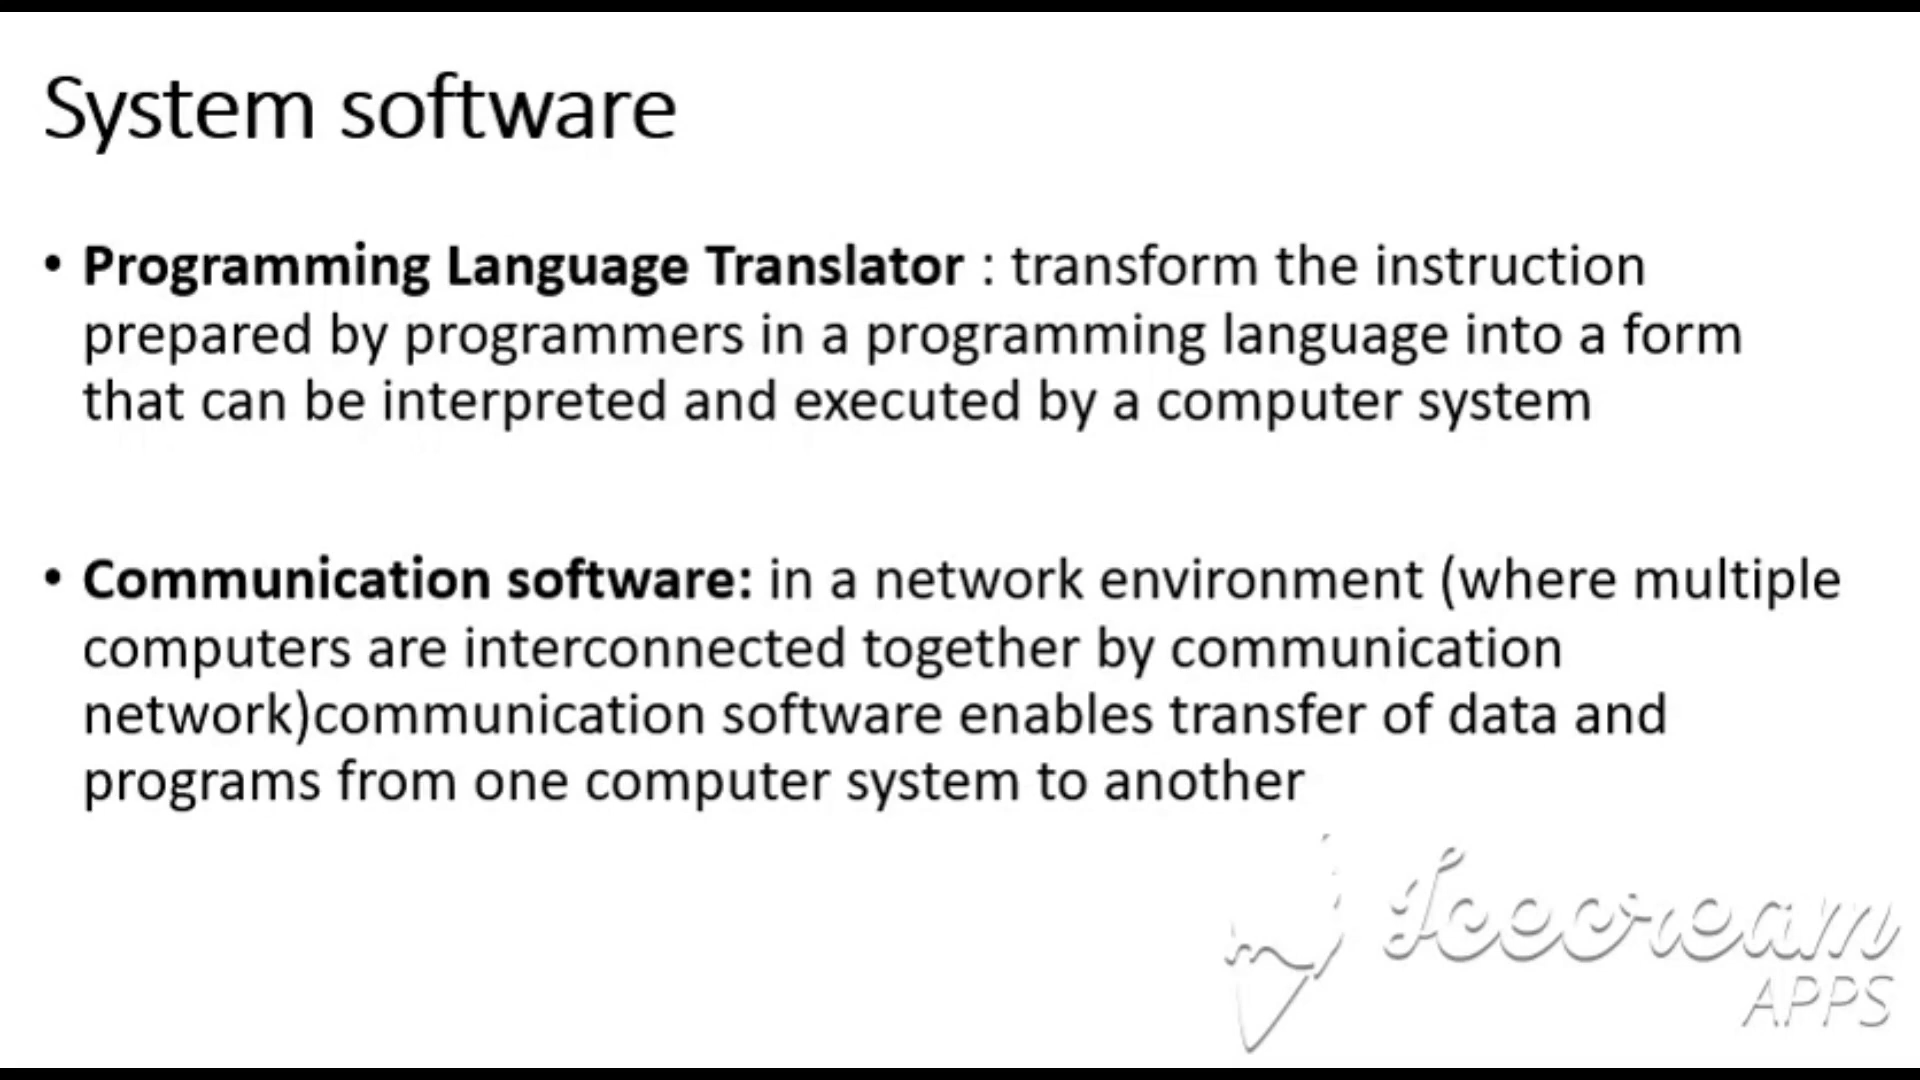 System software
• Programming Language Translator : transform the instruction
prepared by programmers in a programming language into a form
that can be interpreted and executed by a computer system
• Communication software: in a network environment (where multiple
computers are interconnected together by communication
network)communication software enables transfer of data and
programs from one computer system to another
Icecream
APPS